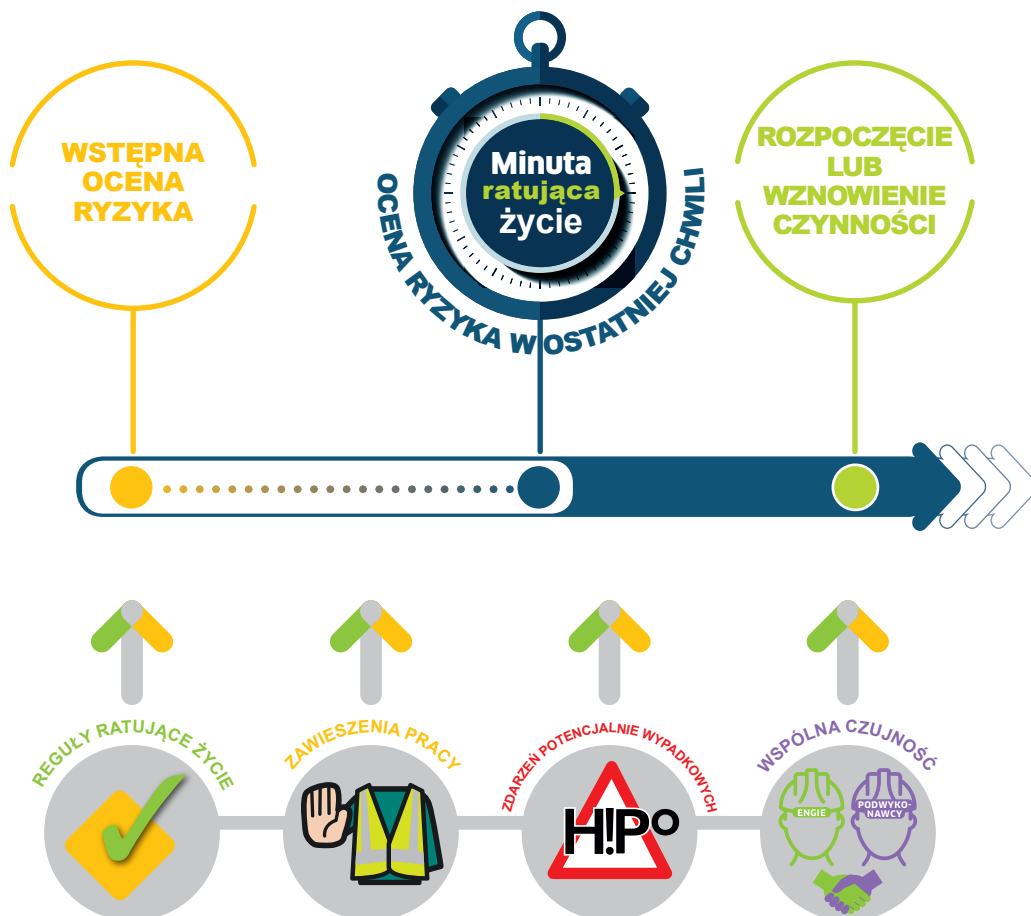 WSTĘPNA
OCENA
RYZYKA
Minuta
ratująca
życie
OCENA RYZYKA W OSTATNIEJ CHWILI
ROZPOCZĘCIE
LUB
WZNOWIENIE
CZYNNOŚCI
REGUŁY RATUJĄCE ŻYCIE
ZAWIESZENIA PRACY
ZDARZEŃ POTENCJALNIE WYPADKOWYCH
H!Po
WSPÓLNA CZUJNOŚĆ
ENGIE
PODWYKO-
NAWCY